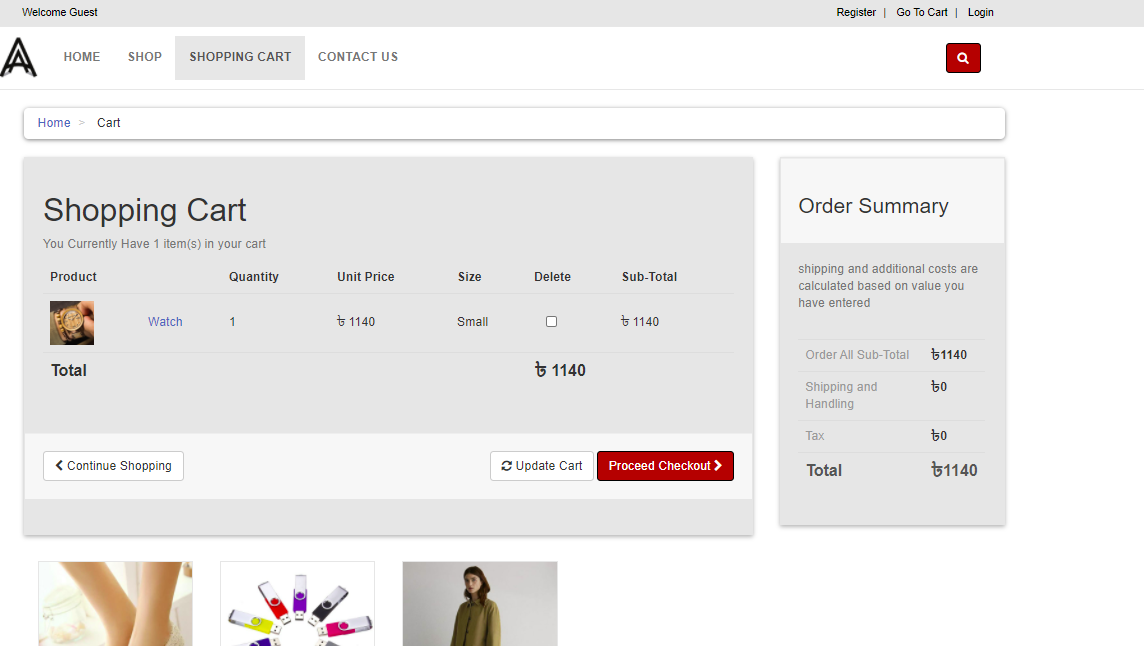 Welcome Guest
Register | Go To Cart | Login
HOME SHOP SHOPPING CART CONTACT US
Home > Cart
Shopping Cart
You Currently Have 1 item(s) in your cart
Product Quantity Unit Price Size Delete Sub-Total
Watch 1 ৳ 1140 Small ৳ 1140
Total ৳ 1140
Continue Shopping Update Cart Proceed Checkout
Order Summary
shipping and additional costs are
calculated based on value you
have entered
Order All Sub-Total ৳1140
Shipping and ৳0
Handling
Tax ৳0
Total ৳1140